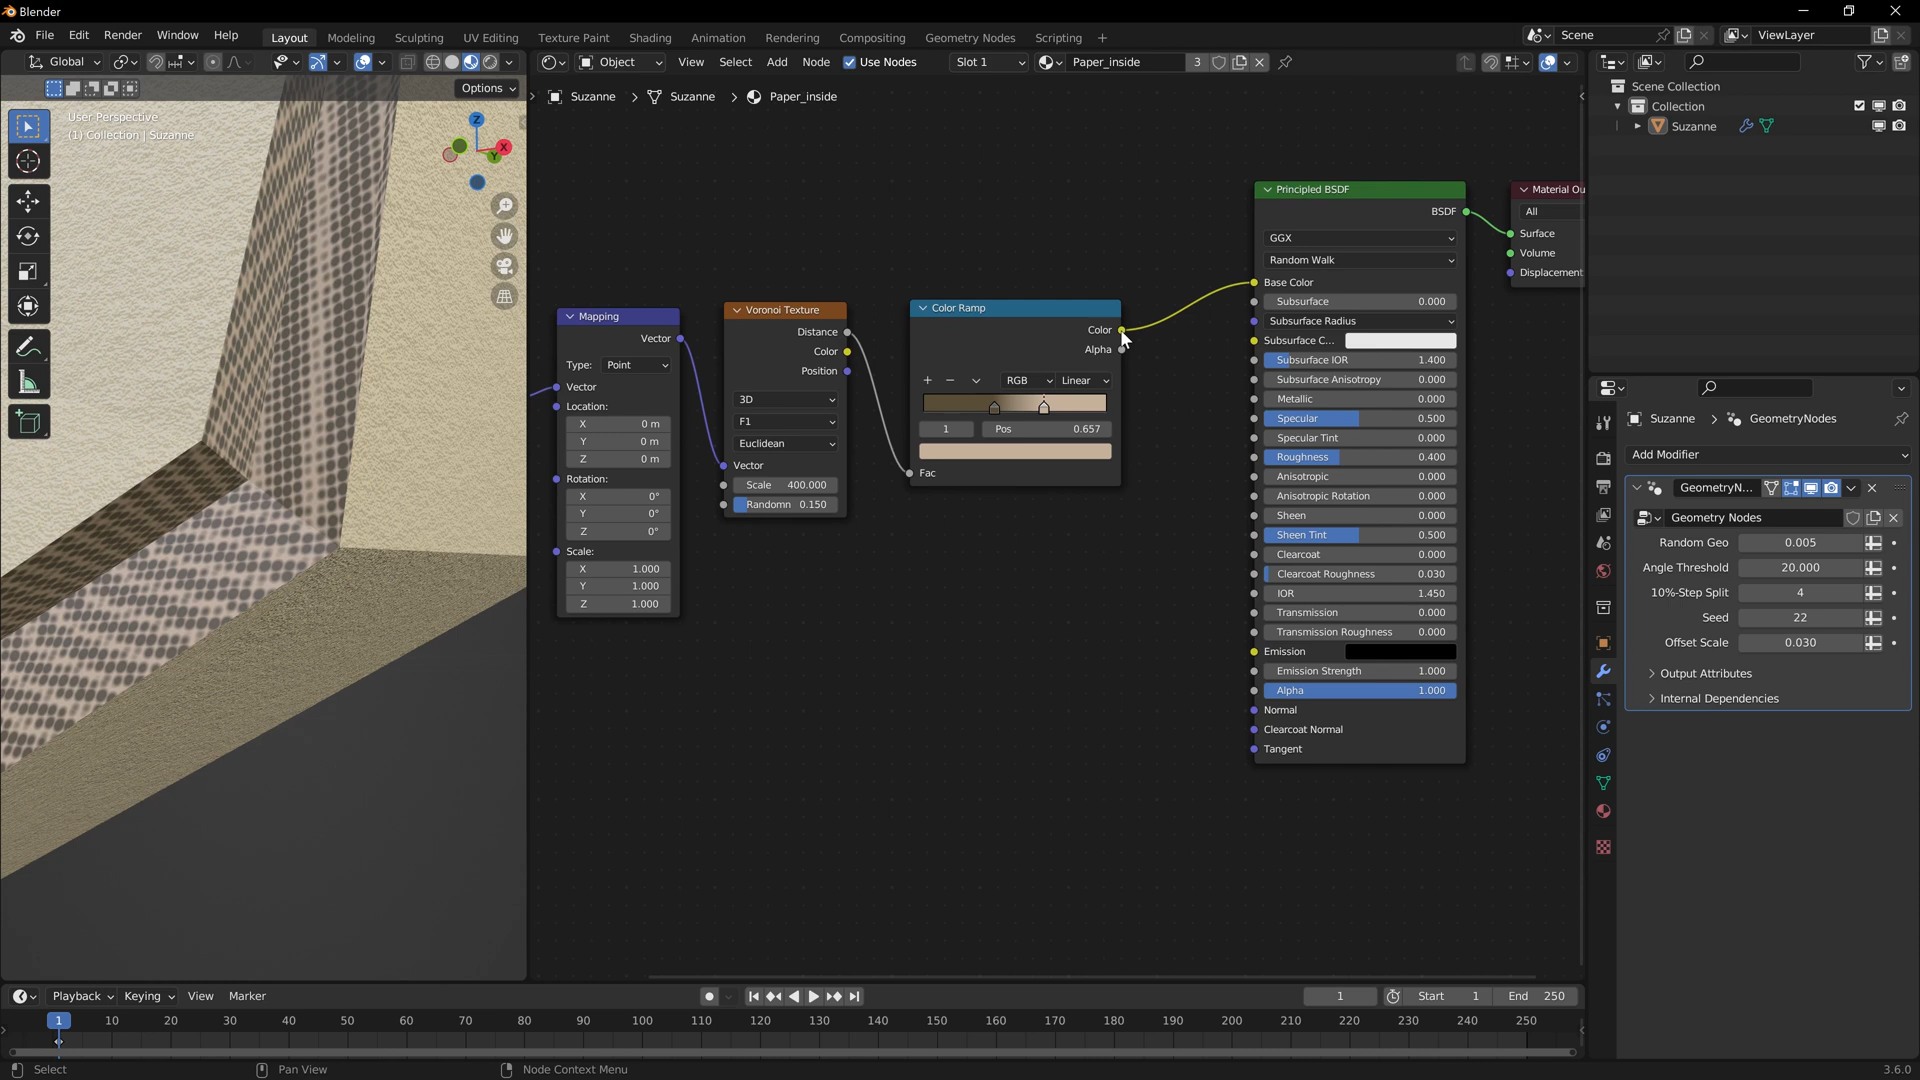 Blender
File Edit Render Window Help Layout Modeling Sculpting UV Editing Texture Paint Shading Animation Rendering Compositing Geometry Nodes Scripting + Scene ViewLayer
Global Object View Select Add Node Use Nodes Slot 1 Paper_inside 3
Options
Suzanne > Suzanne > Paper_inside
User Perspective
(1) Collection | Suzanne
Z
X
Y
Mapping
Vector
Type: Point
Vector
Location:
X 0 m
Y 0 m
Z 0 m
Rotation:
X 0°
Y 0°
Z 0°
Scale:
X 1.000
Y 1.000
Z 1.000
Voronoi Texture
Distance
Color
Position
3D
F1
Euclidean
Vector
Scale 400.000
Randomn 0.150
Color Ramp
Color
Alpha
+ − RGB Linear
1 Pos 0.657
Fac
Principled BSDF
BSDF
GGX
Random Walk
Base Color
Subsurface 0.000
Subsurface Radius
Subsurface C...
Subsurface IOR 1.400
Subsurface Anisotropy 0.000
Metallic 0.000
Specular 0.500
Specular Tint 0.000
Roughness 0.400
Anisotropic 0.000
Anisotropic Rotation 0.000
Sheen 0.000
Sheen Tint 0.500
Clearcoat 0.000
Clearcoat Roughness 0.030
IOR 1.450
Transmission 0.000
Transmission Roughness 0.000
Emission
Emission Strength 1.000
Alpha 1.000
Normal
Clearcoat Normal
Tangent
Material Ou
All
Surface
Volume
Displacement
Scene Collection
Collection
Suzanne
Suzanne > GeometryNodes
Add Modifier
GeometryN...
Geometry Nodes
Random Geo 0.005
Angle Threshold 20.000
10%-Step Split 4
Seed 22
Offset Scale 0.030
Output Attributes
Internal Dependencies
Playback Keying View Marker 1 Start 1 End 250
1 10 20 30 40 50 60 70 80 90 100 110 120 130 140 150 160 170 180 190 200 210 220 230 240 250
Select Pan View Node Context Menu 3.6.0